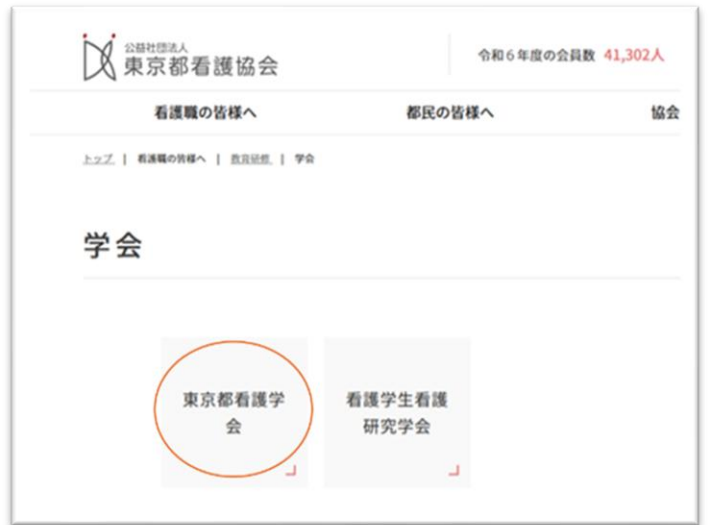 公益社団法人
東京都看護協会
令和6年度の会員数 41,302人
看護職の皆様へ 都民の皆様へ 協会
トップ | 看護職の皆様へ | 教育研修 | 学会
学会
東京都看護学
会
看護学生看護
研究学会